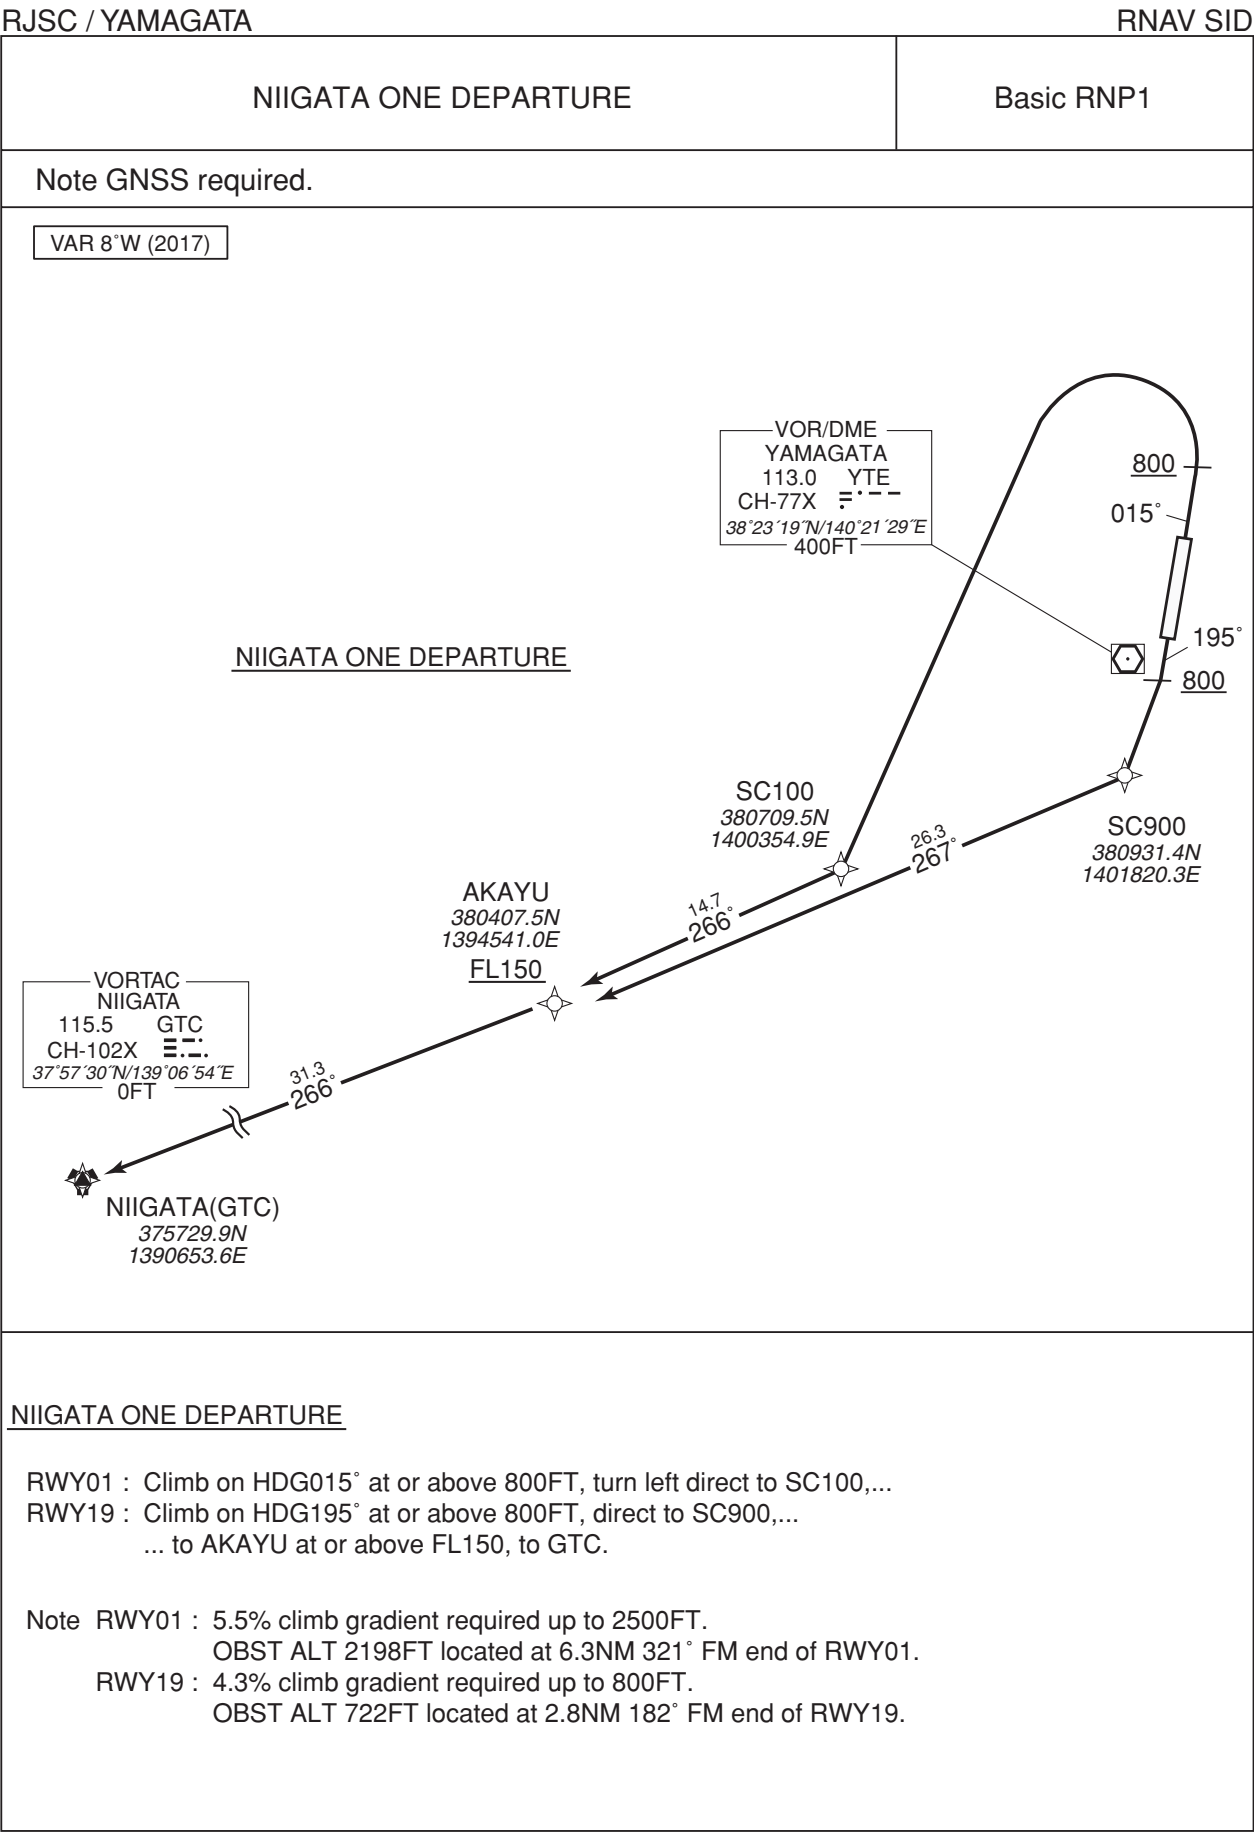 RJSC / YAMAGATA
RNAV SID
NIIGATA ONE DEPARTURE
Basic RNP1
Note GNSS required.
VAR 8˚W (2017)
VOR/DME
YAMAGATA
113.0 YTE
CH-77X
38˚23´19˝N/140˚21´29˝E
400FT
800
015˚
195˚
800
NIIGATA ONE DEPARTURE
SC100
380709.5N
1400354.9E
26.3
267˚
SC900
380931.4N
1401820.3E
AKAYU
380407.5N
1394541.0E
FL150
14.7
266˚
VORTAC
NIIGATA
115.5 GTC
CH-102X
37˚57´30˝N/139˚06´54˝E
0FT
31.3
266˚
NIIGATA(GTC)
375729.9N
1390653.6E
NIIGATA ONE DEPARTURE
RWY01 : Climb on HDG015˚ at or above 800FT, turn left direct to SC100,...
RWY19 : Climb on HDG195˚ at or above 800FT, direct to SC900,...
... to AKAYU at or above FL150, to GTC.
Note RWY01 : 5.5% climb gradient required up to 2500FT.
OBST ALT 2198FT located at 6.3NM 321˚ FM end of RWY01.
RWY19 : 4.3% climb gradient required up to 800FT.
OBST ALT 722FT located at 2.8NM 182˚ FM end of RWY19.